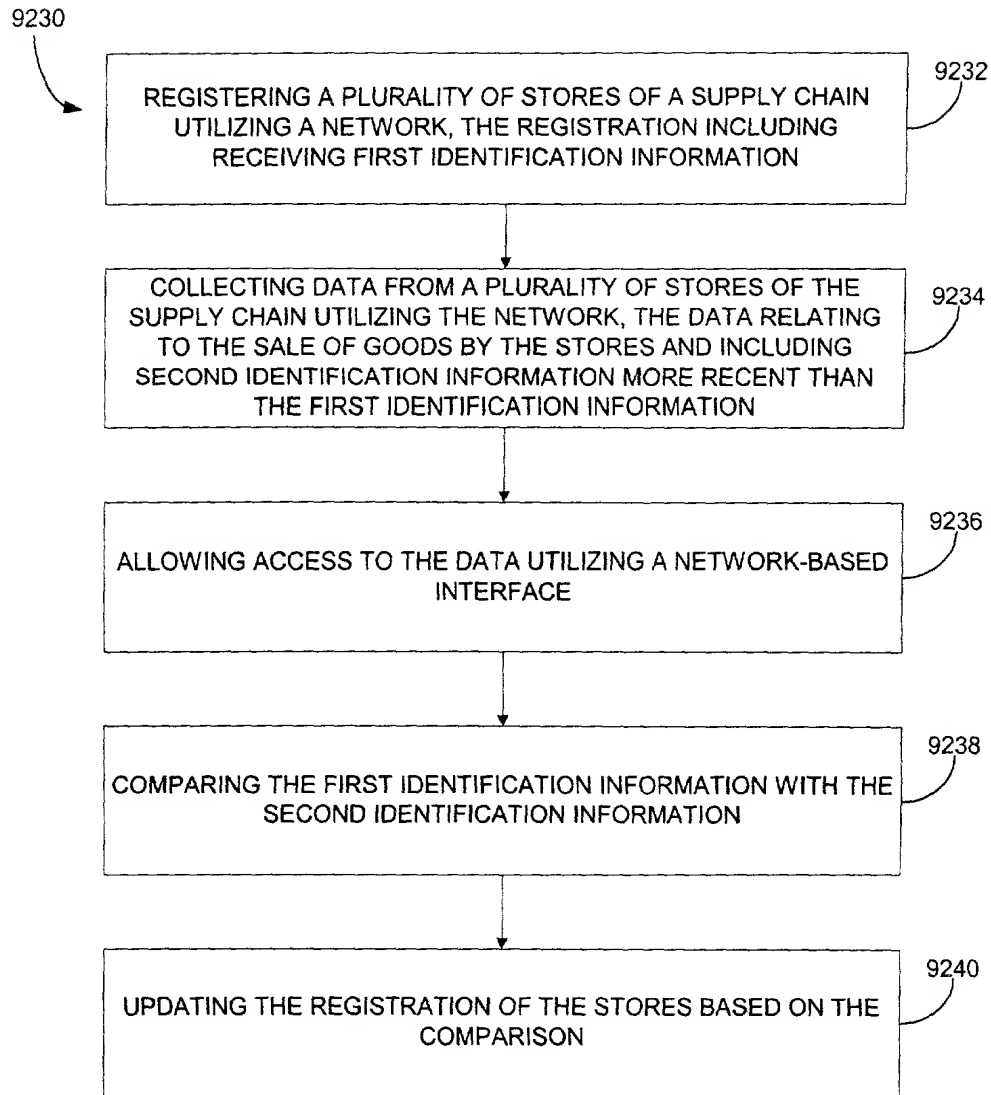 9230
9232
REGISTERING A PLURALITY OF STORES OF A SUPPLY CHAIN
UTILIZING A NETWORK, THE REGISTRATION INCLUDING
RECEIVING FIRST IDENTIFICATION INFORMATION
9234
COLLECTING DATA FROM A PLURALITY OF STORES OF THE
SUPPLY CHAIN UTILIZING THE NETWORK, THE DATA RELATING
TO THE SALE OF GOODS BY THE STORES AND INCLUDING
SECOND IDENTIFICATION INFORMATION MORE RECENT THAN
THE FIRST IDENTIFICATION INFORMATION
9236
ALLOWING ACCESS TO THE DATA UTILIZING A NETWORK-BASED
INTERFACE
9238
COMPARING THE FIRST IDENTIFICATION INFORMATION WITH THE
SECOND IDENTIFICATION INFORMATION
9240
UPDATING THE REGISTRATION OF THE STORES BASED ON THE
COMPARISON